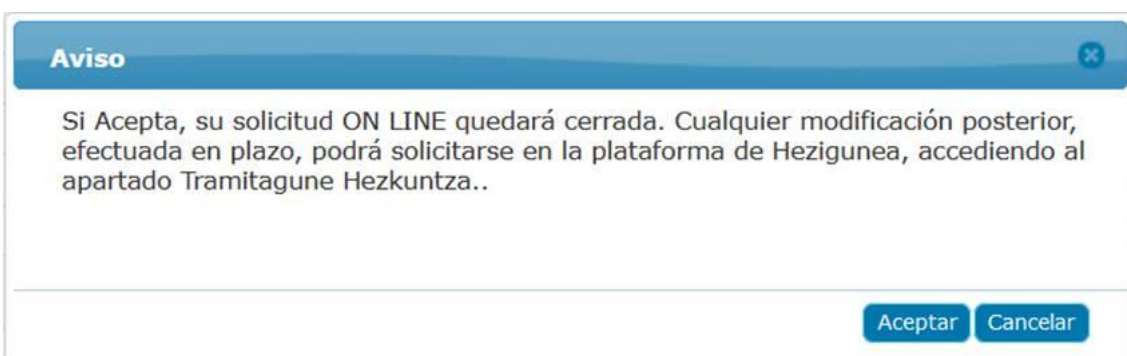 Aviso
Si Acepta, su solicitud ON LINE quedará cerrada. Cualquier modificación posterior,
efectuada en plazo, podrá solicitarse en la plataforma de Hezigunea, accediendo al
apartado Tramitagune Hezkuntza..
Aceptar Cancelar